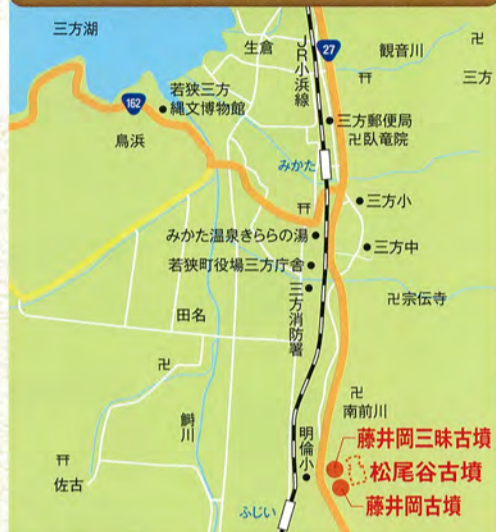 三方湖
生倉
JR小浜線
27
観音川
三方
若狭三方
縄文博物館
162
鳥浜
三方郵便局
臥竜院
みかた
三方小
みかた温泉きららの湯
三方中
若狭町役場三方庁舎
三方消防署
宗伝寺
田名
鰣川
南前川
佐古
明倫小
藤井岡三昧古墳
松尾谷古墳
藤井岡古墳
ふじい